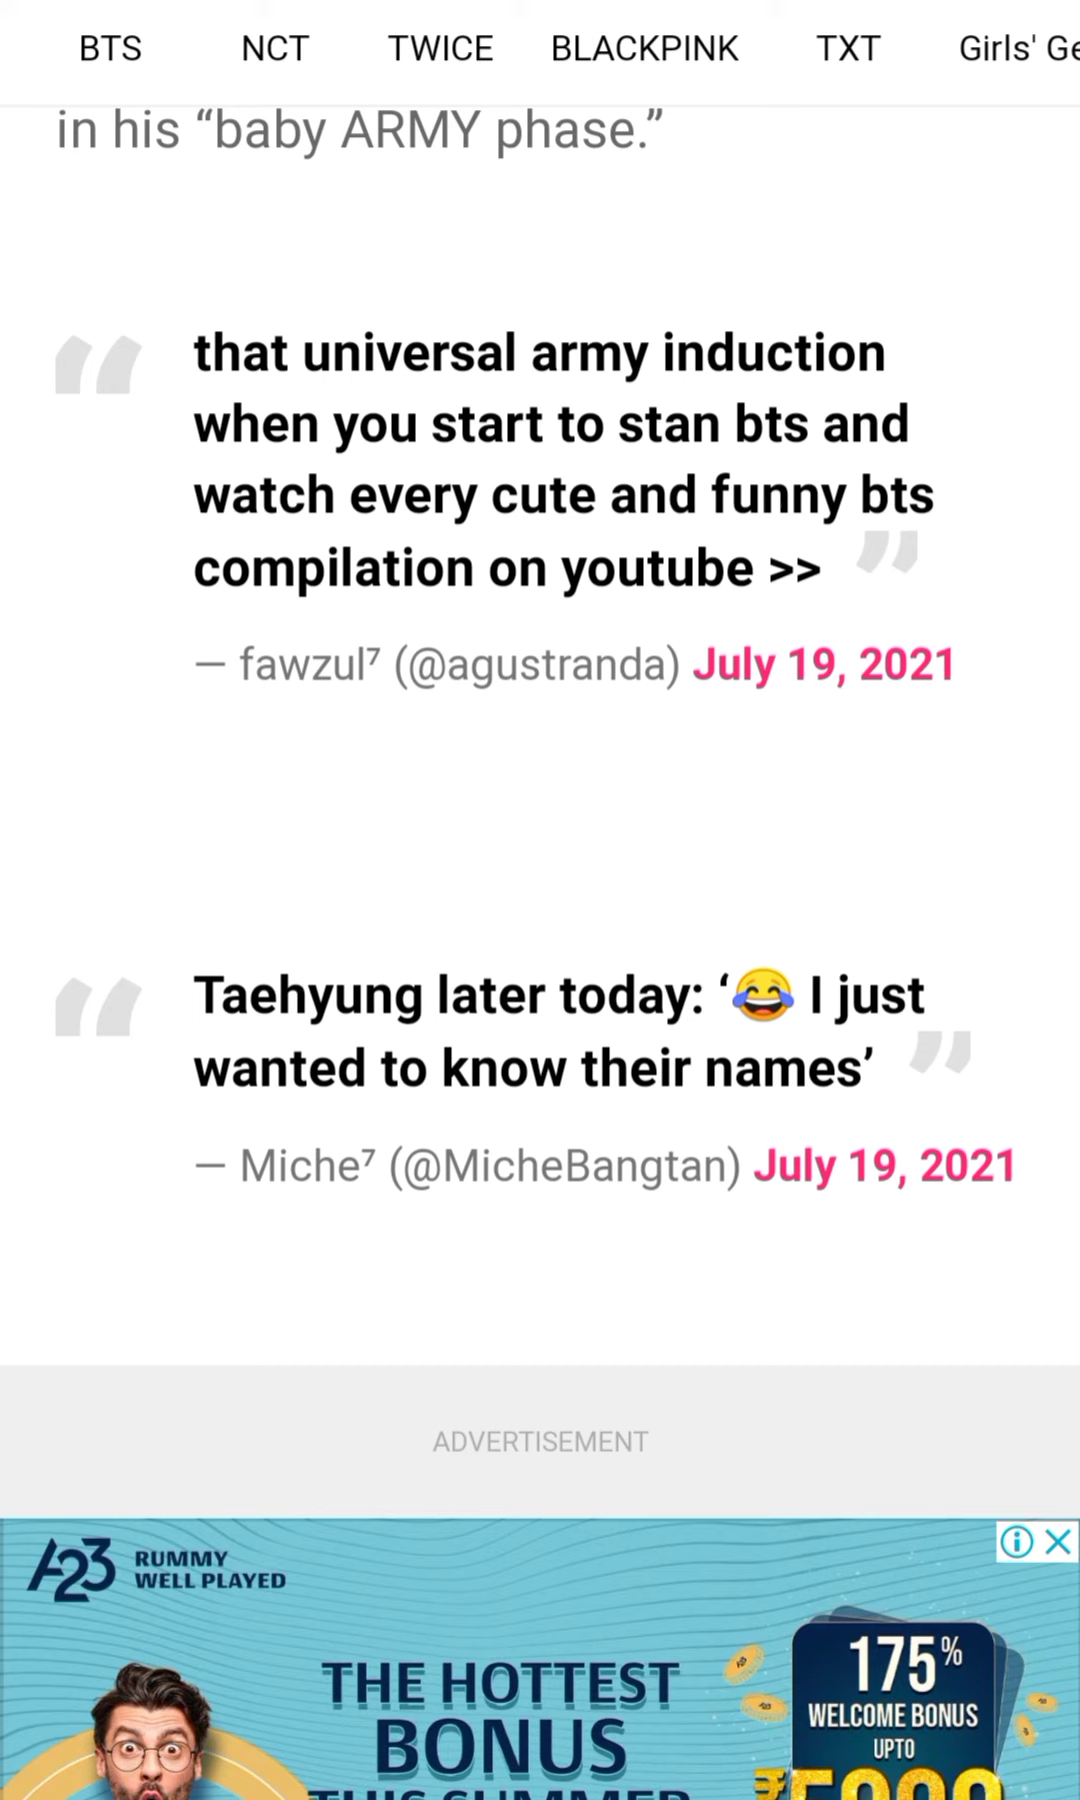 BTS NCT TWICE BLACKPINK TXT Girls' Ge
in his “baby ARMY phase.”
“ that universal army induction
when you start to stan bts and
watch every cute and funny bts
compilation on youtube >> ”
— fawzul⁷ (@agustranda) July 19, 2021
“ Taehyung later today: ‘😂 I just
wanted to know their names’ ”
— Miche⁷ (@MicheBangtan) July 19, 2021
ADVERTISEMENT
A23 RUMMY
WELL PLAYED
THE HOTTEST
BONUS
THIS SUMMER
175%
WELCOME BONUS
UPTO